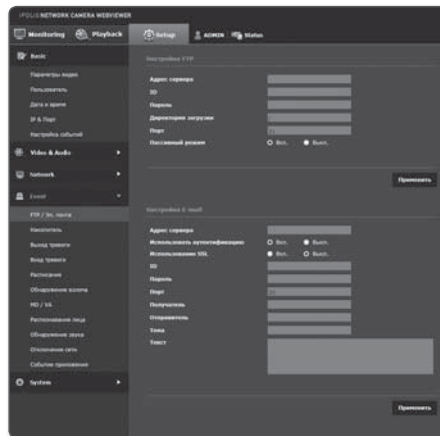 iPOLiS NETWORK CAMERA WEBVIEWER
Monitoring Playback Setup ADMIN Status
Basic
Параметры видео
Пользователь
Дата и время
IP & Порт
Настройка событий
Video & Audio
Network
Event
FTP / Эл. почта
Накопитель
Выход тревоги
Вход тревоги
Расписание
Обнаружение взлома
MD / VA
Распознавание лица
Обнаружение звука
Отключение сети
Событие приложения
System
Настройка FTP
Адрес сервера
ID
Пароль
Директория загрузки
Порт
Пассивный режим Вкл. Выкл.
Применить
Настройка E-mail
Адрес сервера
Использовать аутентификацию Вкл. Выкл.
Использование SSL Вкл. Выкл.
ID
Пароль
Порт
Получатель
Отправитель
Тема
Текст
Применить